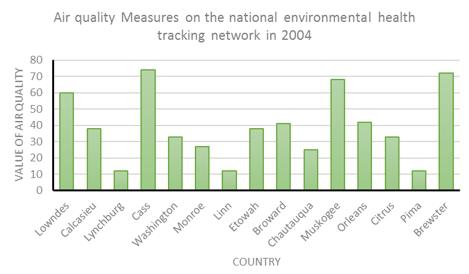 Air quality Measures on the national environmental health
tracking network in 2004
VALUE OF AIR QUALITY
80
70
60
50
40
30
20
10
0
Lowndes
Calcasieu
Lynchburg
Cass
Washington
Monroe
Linn
Etowah
Broward
Chautauqua
Muskogee
Orleans
Citrus
Pima
Brewster
COUNTRY